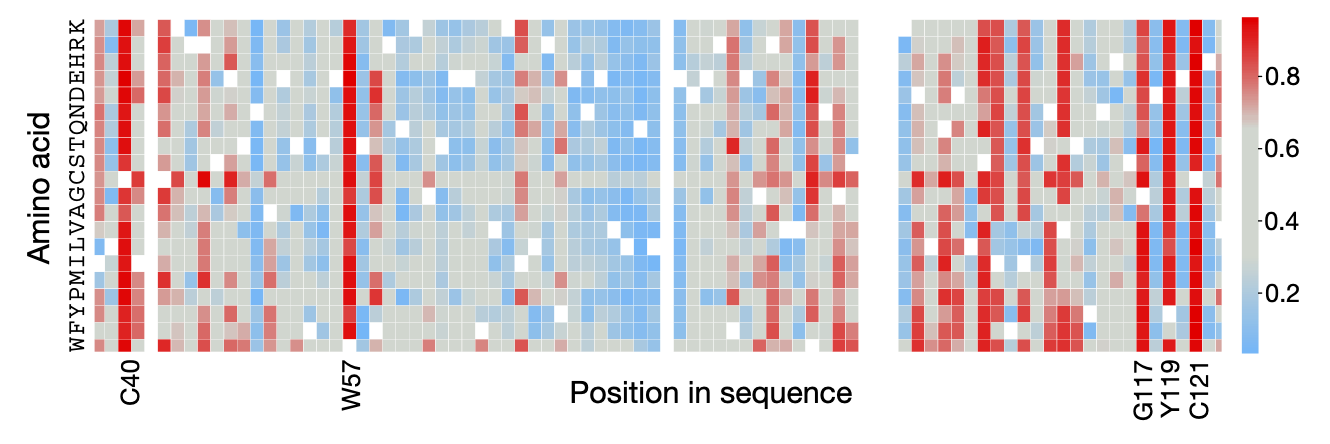 Amino acid
WFYPMILVAGCSTQNDEHRK
C40
W57
Position in sequence
G117
Y119
C121
0.8
0.6
0.4
0.2